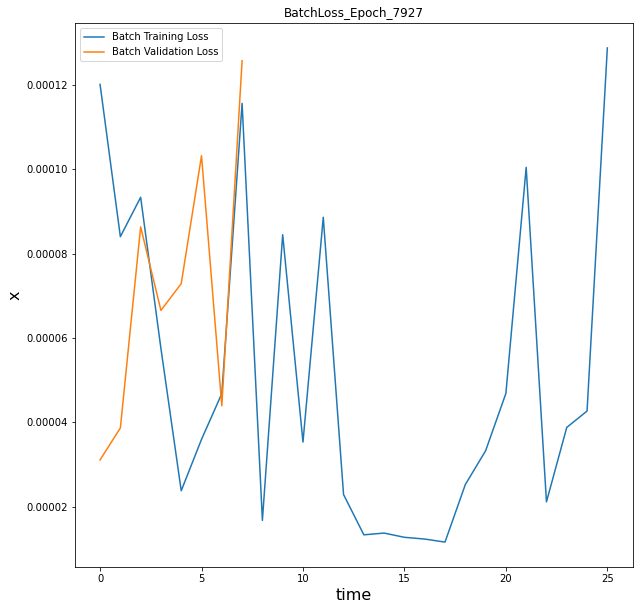 BatchLoss_Epoch_7927
Batch Training Loss
Batch Validation Loss
0.00012
0.00010
0.00008
0.00006
0.00004
0.00002
x
0
5
10
15
20
25
time